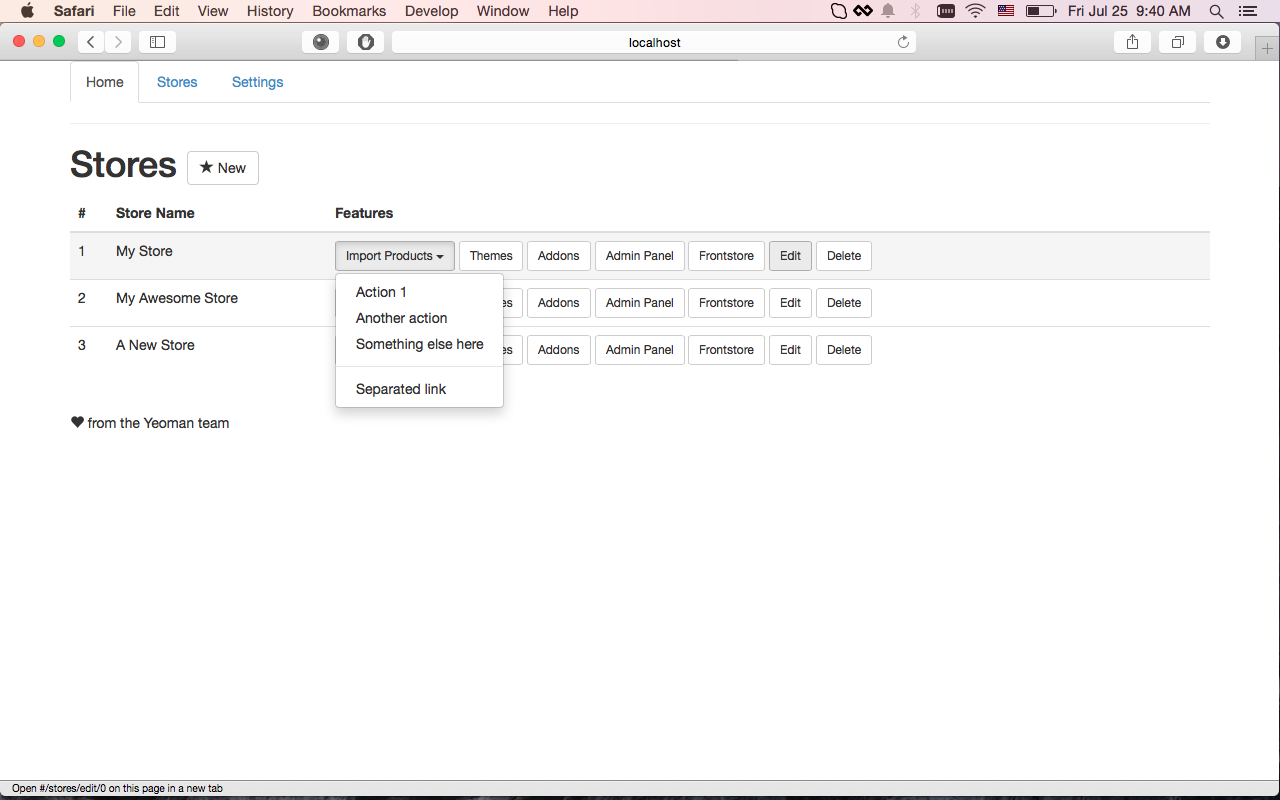 Safari File Edit View History Bookmarks Develop Window Help Fri Jul 25 9:40 AM
localhost
Home Stores Settings
Stores New
# Store Name Features
1 My Store Import Products Themes Addons Admin Panel Frontstore Edit Delete
Action 1
2 My Awesome Store es Addons Admin Panel Frontstore Edit Delete
Another action
Something else here
3 A New Store es Addons Admin Panel Frontstore Edit Delete
Separated link
from the Yeoman team
Open #/stores/edit/0 on this page in a new tab